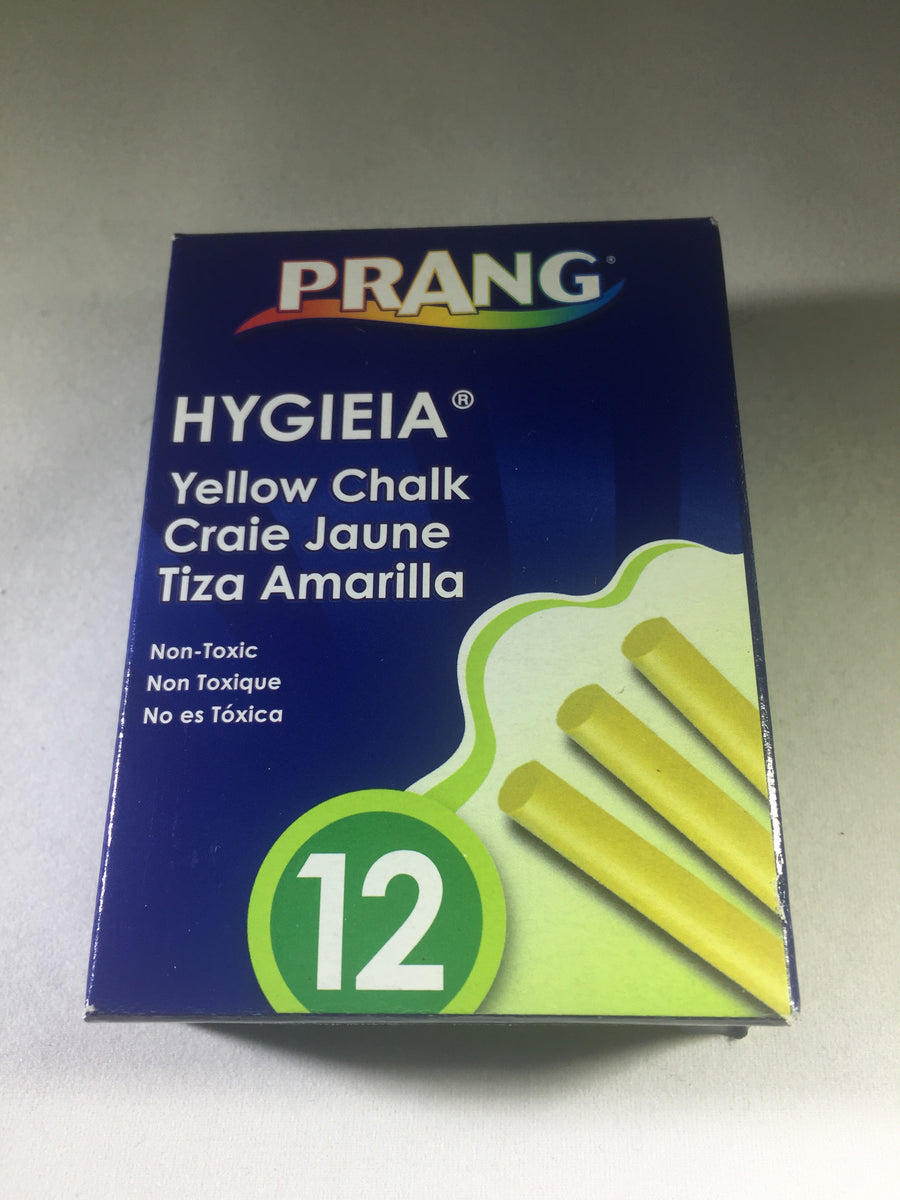 PRANG®
HYGIEIA®
Yellow Chalk
Craie Jaune
Tiza Amarilla
Non-Toxic
Non Toxique
No es Tóxica
12